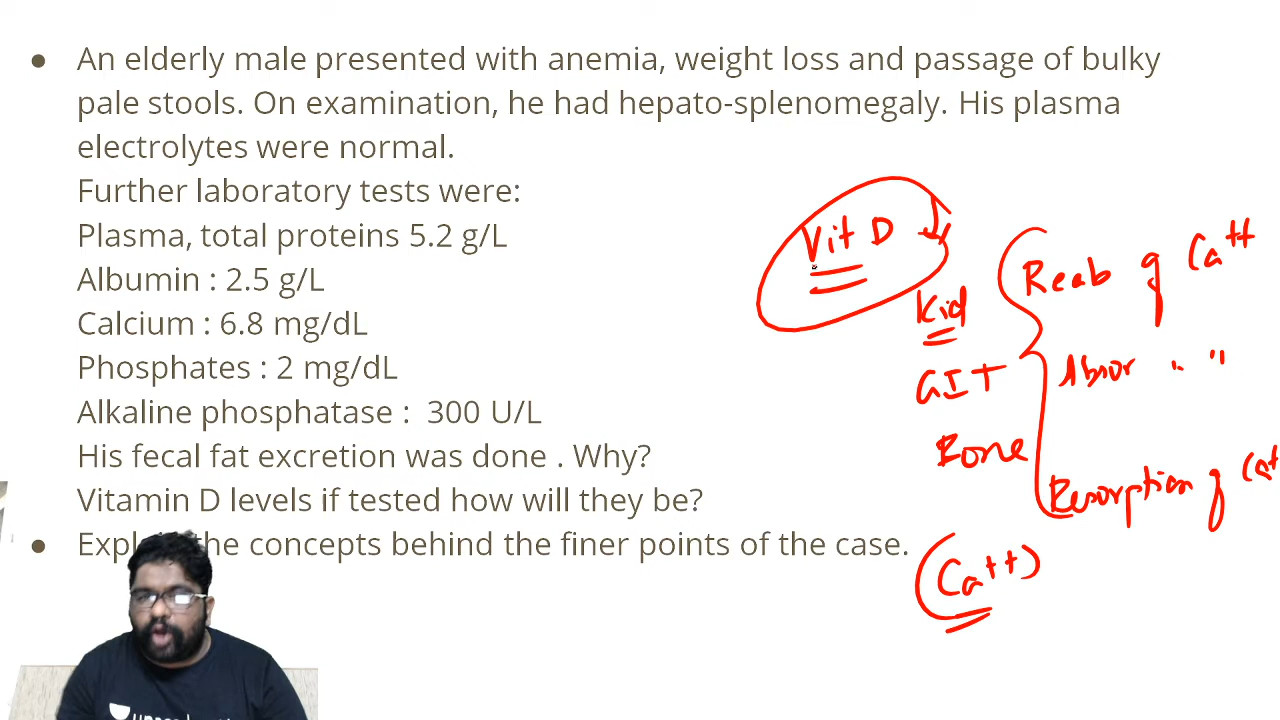 • An elderly male presented with anemia, weight loss and passage of bulky
pale stools. On examination, he had hepato-splenomegaly. His plasma
electrolytes were normal.
Further laboratory tests were:
Plasma, total proteins 5.2 g/L
Albumin : 2.5 g/L
Calcium : 6.8 mg/dL
Phosphates : 2 mg/dL
Alkaline phosphatase : 300 U/L
His fecal fat excretion was done . Why?
Vitamin D levels if tested how will they be?
• the concepts behind the finer points of the case.
Vit D ↓
Kid
GIT
Bone
Reab of Ca++
Absor " "
Resorption of Ca+
(Ca++)